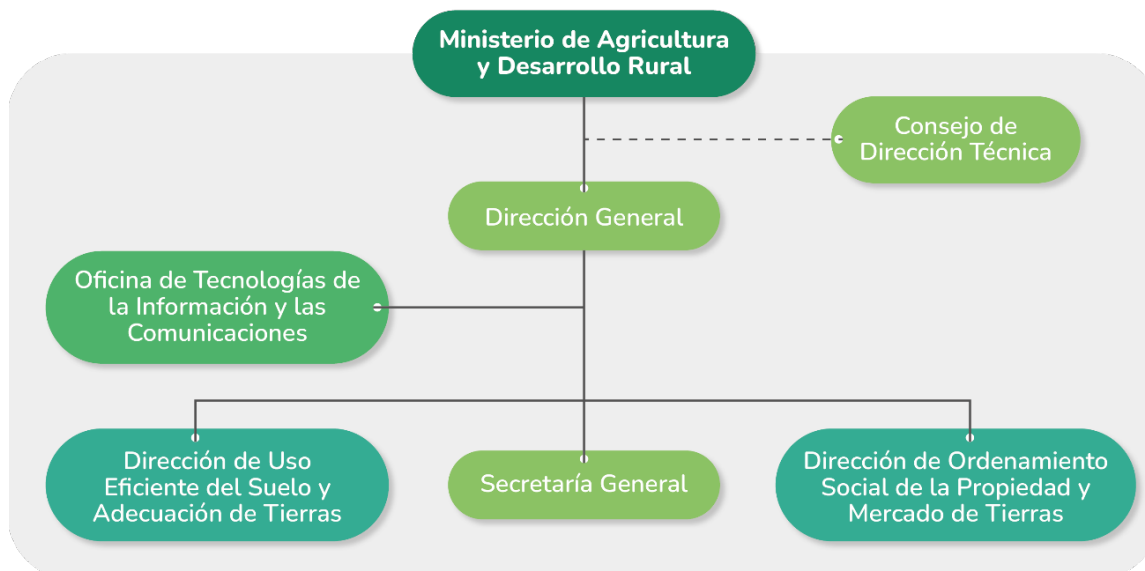 Ministerio de Agricultura
y Desarrollo Rural
Consejo de
Dirección Técnica
Dirección General
Oficina de Tecnologías de
la Información y las
Comunicaciones
Dirección de Uso
Eficiente del Suelo y
Adecuación de Tierras
Secretaría General
Dirección de Ordenamiento
Social de la Propiedad y
Mercado de Tierras